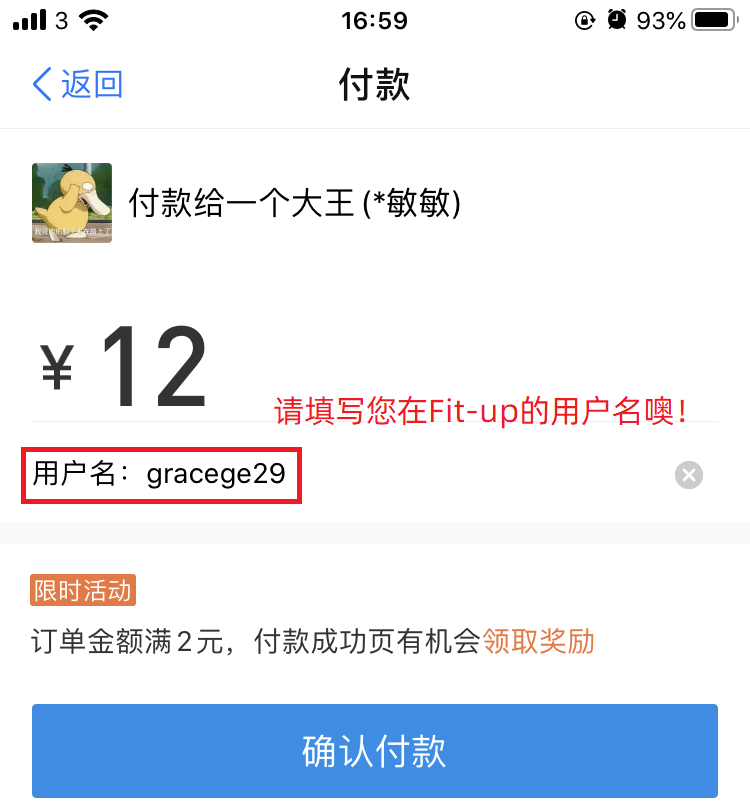 3 16:59 93%
返回 付款
付款给一个大王(*敏敏)
¥12
请填写您在Fit-up的用户名噢!
用户名：gracege29
限时活动
订单金额满2元，付款成功页有机会领取奖励
确认付款